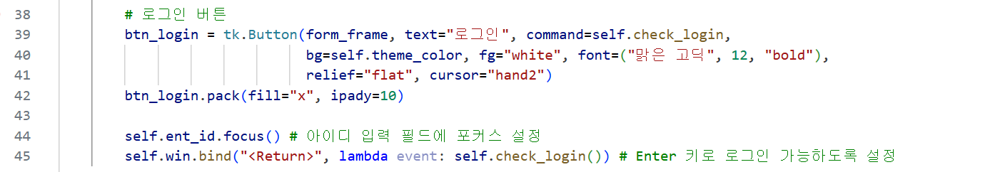 38 # 로그인 버튼
39 btn_login = tk.Button(form_frame, text="로그인", command=self.check_login,
40 bg=self.theme_color, fg="white", font=("맑은 고딕", 12, "bold"),
41 relief="flat", cursor="hand2")
42 btn_login.pack(fill="x", ipady=10)
43
44 self.ent_id.focus() # 아이디 입력 필드에 포커스 설정
45 self.win.bind("<Return>", lambda event: self.check_login()) # Enter 키로 로그인 가능하도록 설정